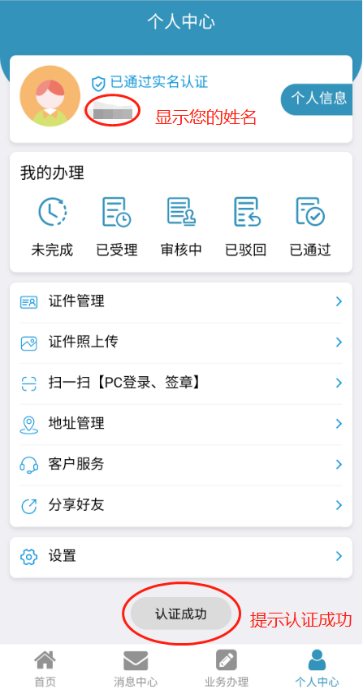 个人中心
已通过实名认证
个人信息
显示您的姓名
我的办理
未完成 已受理 审核中 已驳回 已通过
证件管理
证件照上传
扫一扫【PC登录、签章】
地址管理
客户服务
分享好友
设置
认证成功
提示认证成功
首页 消息中心 业务办理 个人中心